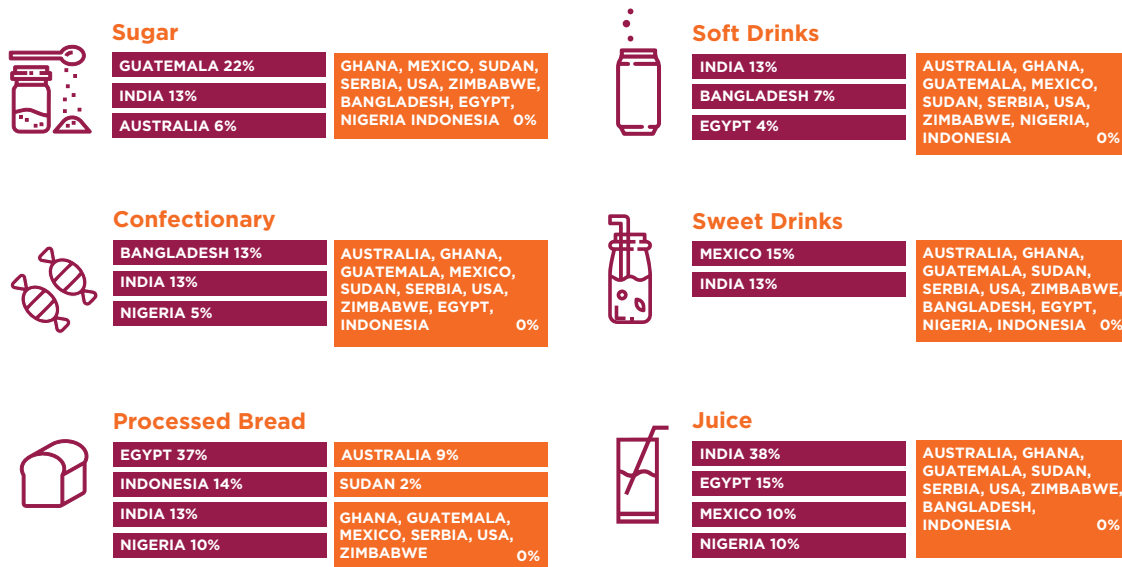 Sugar
GUATEMALA 22%
INDIA 13%
AUSTRALIA 6%
GHANA, MEXICO, SUDAN,
SERBIA, USA, ZIMBABWE,
BANGLADESH, EGYPT,
NIGERIA INDONESIA 0%
Soft Drinks
INDIA 13%
BANGLADESH 7%
EGYPT 4%
AUSTRALIA, GHANA,
GUATEMALA, MEXICO,
SUDAN, SERBIA, USA,
ZIMBABWE, NIGERIA,
INDONESIA 0%
Confectionary
BANGLADESH 13%
INDIA 13%
NIGERIA 5%
AUSTRALIA, GHANA,
GUATEMALA, MEXICO,
SUDAN, SERBIA, USA,
ZIMBABWE, EGYPT,
INDONESIA 0%
Sweet Drinks
MEXICO 15%
INDIA 13%
AUSTRALIA, GHANA,
GUATEMALA, SUDAN,
SERBIA, USA, ZIMBABWE,
BANGLADESH, EGYPT,
NIGERIA, INDONESIA 0%
Processed Bread
EGYPT 37%
INDONESIA 14%
INDIA 13%
NIGERIA 10%
AUSTRALIA 9%
SUDAN 2%
GHANA, GUATEMALA,
MEXICO, SERBIA, USA,
ZIMBABWE 0%
Juice
INDIA 38%
EGYPT 15%
MEXICO 10%
NIGERIA 10%
AUSTRALIA, GHANA,
GUATEMALA, SUDAN,
SERBIA, USA, ZIMBABWE,
BANGLADESH,
INDONESIA 0%